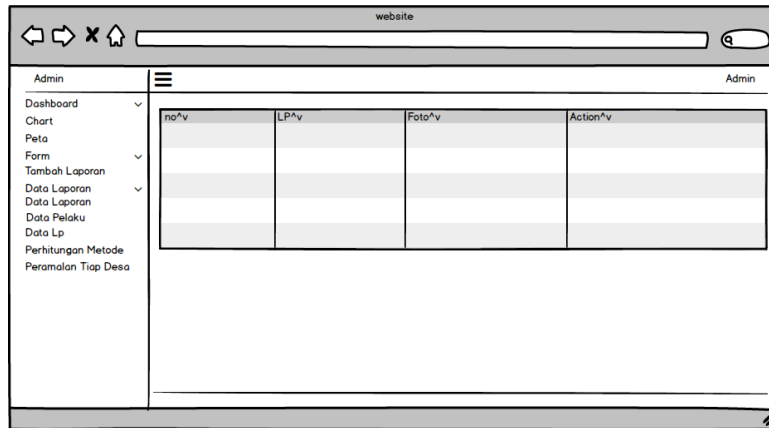 website
Admin
Admin
Dashboard
Chart
Peta
Form
Tambah Laporan
Data Laporan
Data Laporan
Data Pelaku
Data Lp
Perhitungan Metode
Peramalan Tiap Desa
no^v LP^v Foto^v Action^v